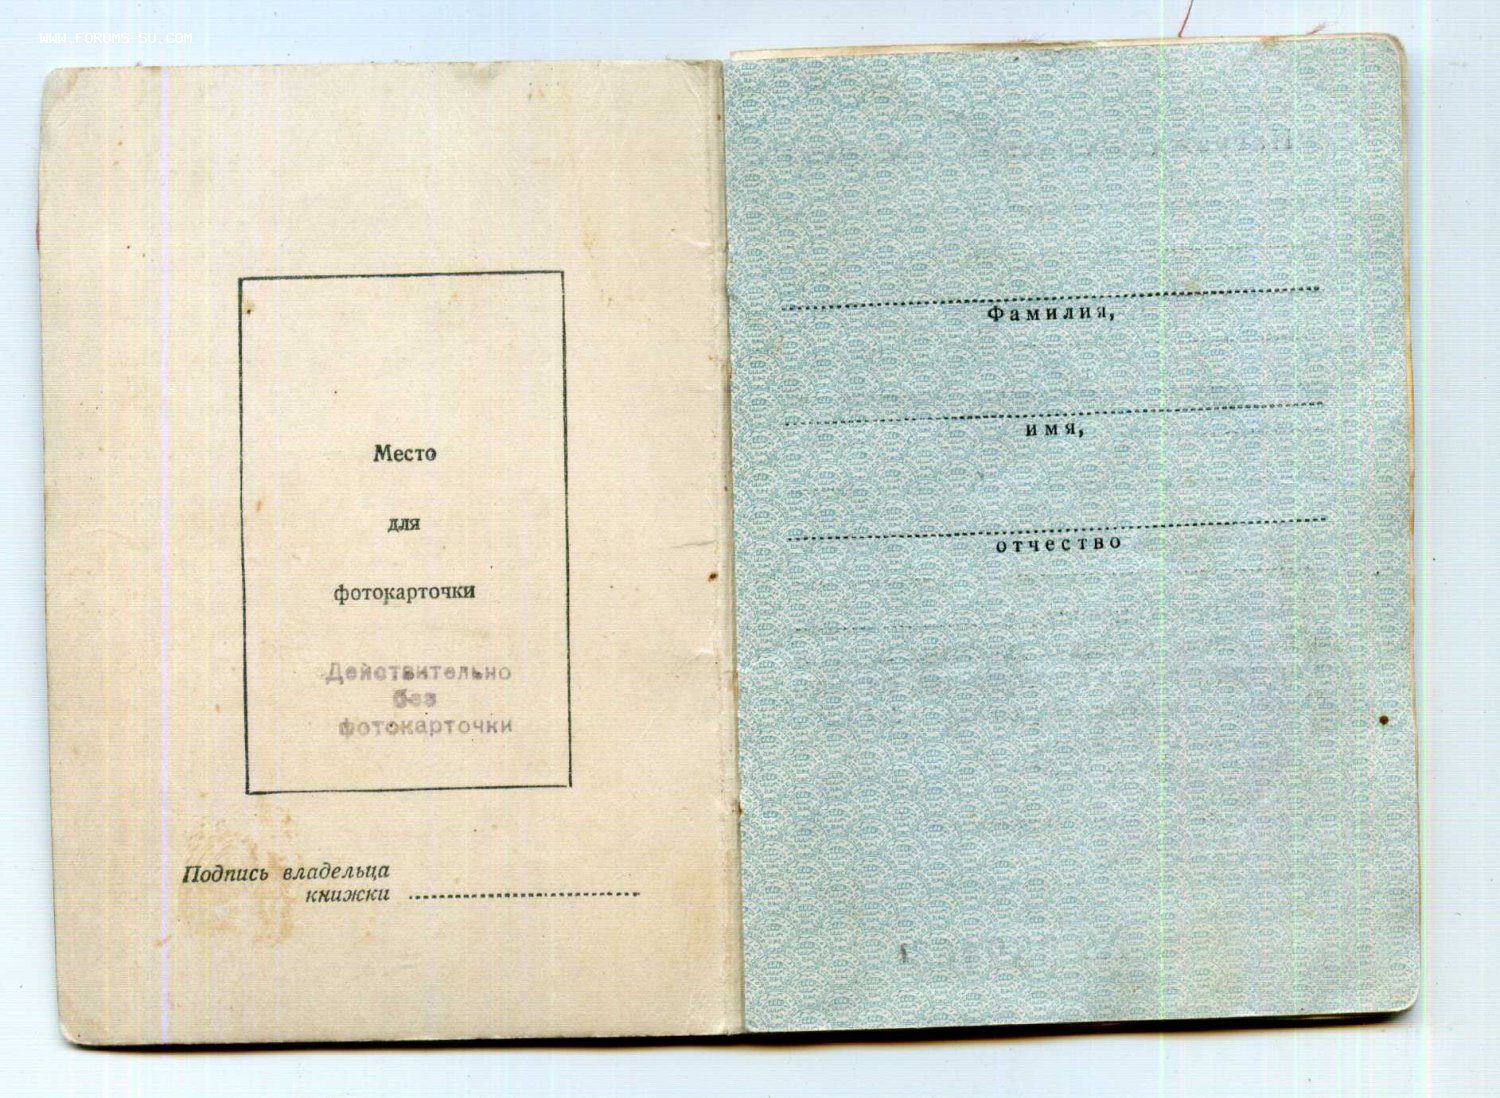 WWW.FORUMS-SU.COM
Место
для
фотокарточки
Действительно
без
фотокарточки
Подпись владельца
книжки
Фамилия,
имя,
отчество